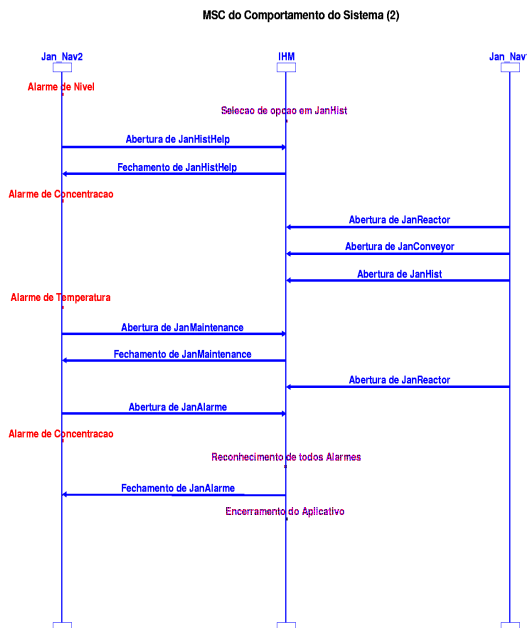 MSC do Comportamento do Sistema (2)
Jan_Nav2 IHM Jan_Nav
Alarme de Nivel
Selecao de opcao em JanHist
Abertura de JanHistHelp
Fechamento de JanHistHelp
Alarme de Concentracao
Abertura de JanReactor
Abertura de JanConveyor
Abertura de JanHist
Alarme de Temperatura
Abertura de JanMaintenance
Fechamento de JanMaintenance
Abertura de JanReactor
Abertura de JanAlarme
Alarme de Concentracao
Reconhecimento de todos Alarmes
Fechamento de JanAlarme
Encerramento do Aplicativo